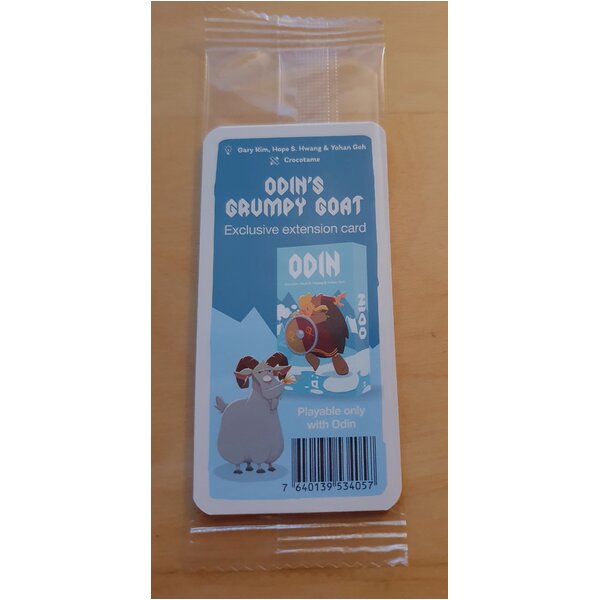 Gary Kim, Hope S. Hwang & Yohan Goh
Crocotame
ODIN'S
GRUMPY GOAT
Exclusive extension card
ODIN
ODIN
Playable only
with Odin
7 640139 534057